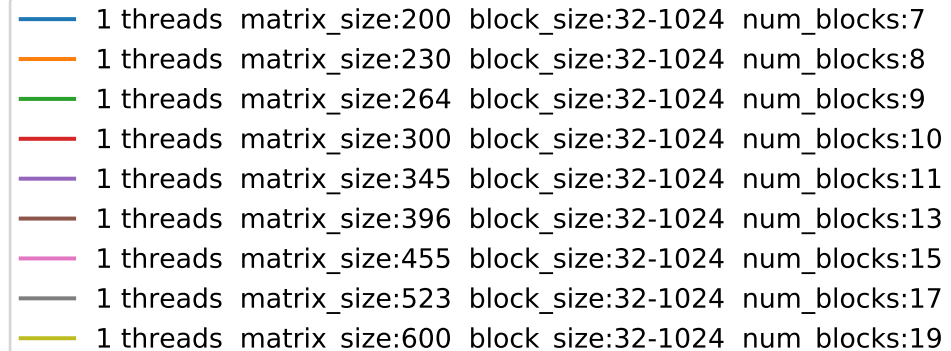 1 threads matrix_size:200 block_size:32-1024 num_blocks:7
1 threads matrix_size:230 block_size:32-1024 num_blocks:8
1 threads matrix_size:264 block_size:32-1024 num_blocks:9
1 threads matrix_size:300 block_size:32-1024 num_blocks:10
1 threads matrix_size:345 block_size:32-1024 num_blocks:11
1 threads matrix_size:396 block_size:32-1024 num_blocks:13
1 threads matrix_size:455 block_size:32-1024 num_blocks:15
1 threads matrix_size:523 block_size:32-1024 num_blocks:17
1 threads matrix_size:600 block_size:32-1024 num_blocks:19